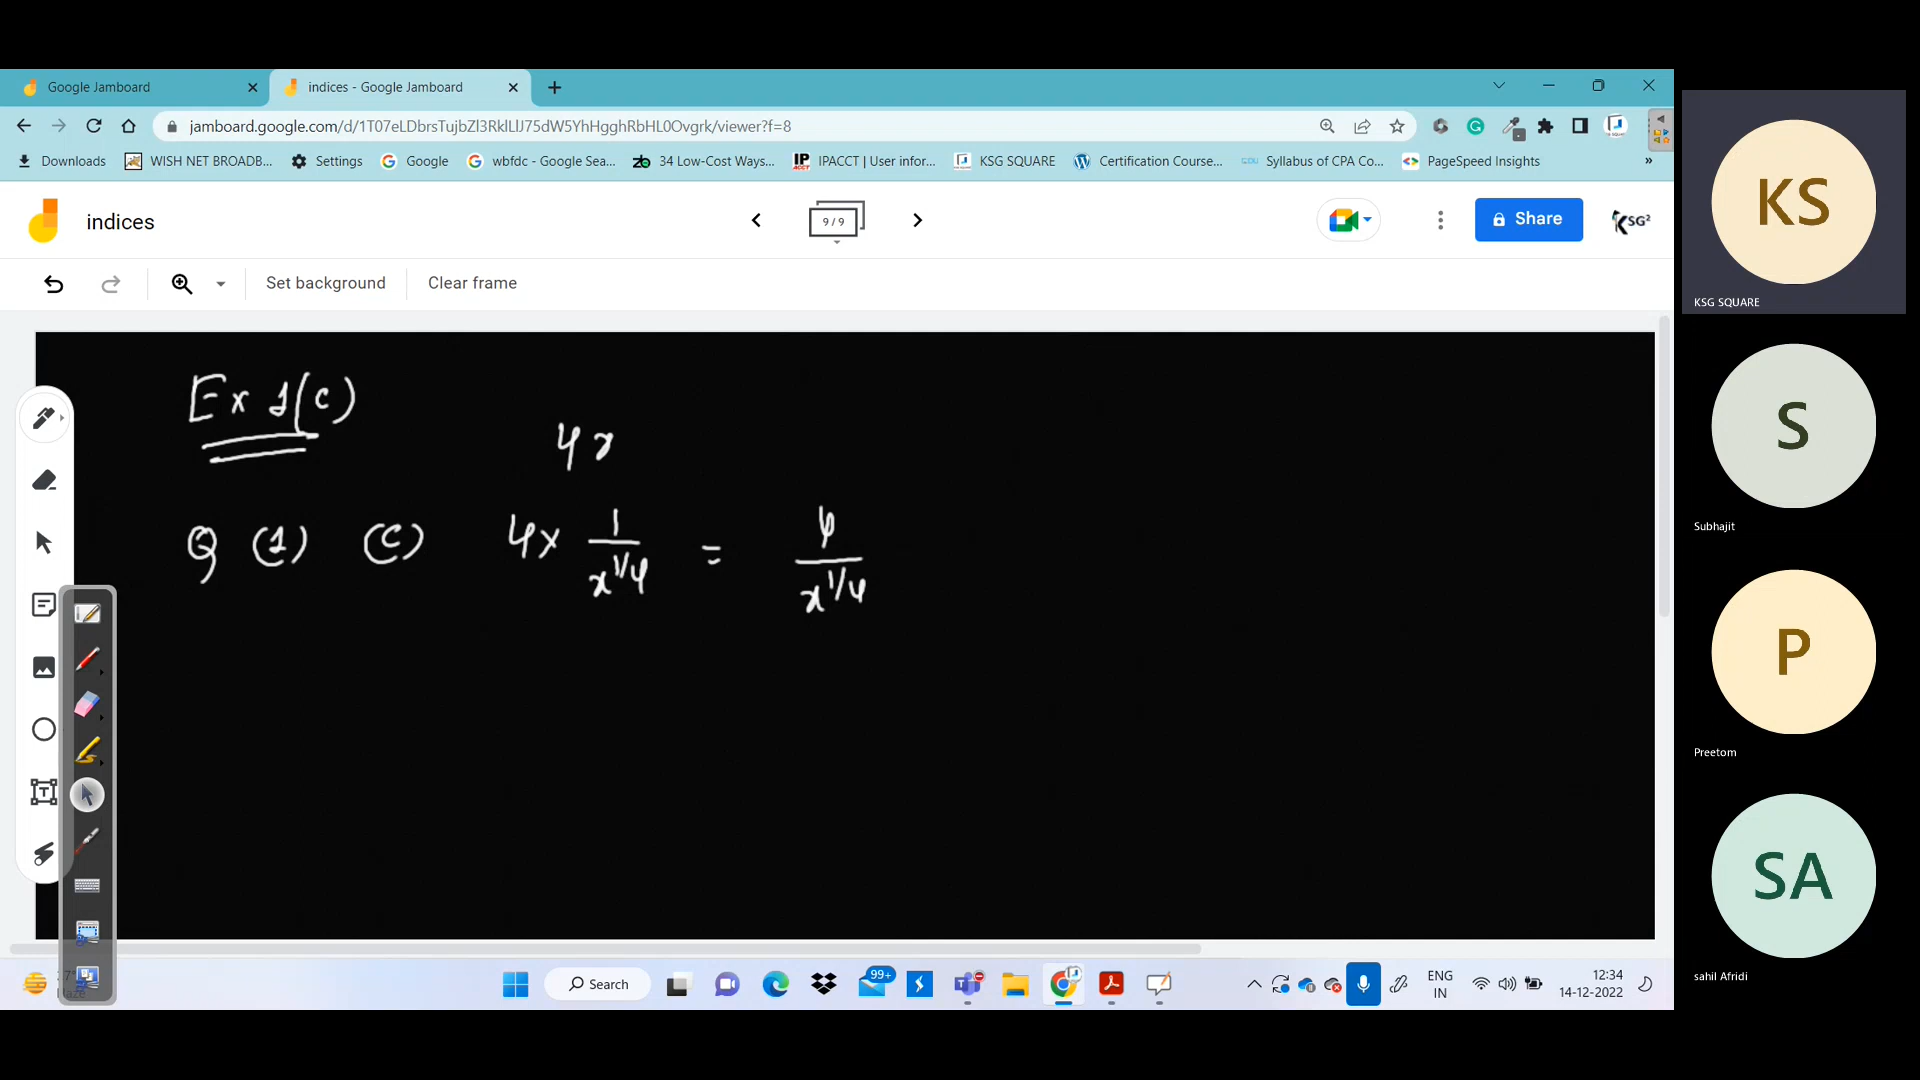 Google Jamboard
indices - Google Jamboard
jamboard.google.com/d/1T07eLDbrsTujbZl3RklLlJ75dW5YhHgghRbHL0Ovgrk/viewer?f=8
Downloads WISH NET BROADB... Settings Google wbfdc - Google Sea... 34 Low-Cost Ways... IPACCT | User infor... KSG SQUARE Certification Course... Syllabus of CPA Co... PageSpeed Insights »
indices
9 / 9
Share
KSG²
Set background Clear frame
Ex 1(c)
4x
Q (1) (c) 4 × 1/x^1/4 = 4/x^1/4
KS
KSG SQUARE
S
Subhajit
P
Preetom
SA
sahil Afridi
Search
99+
ENG
IN
12:34
14-12-2022